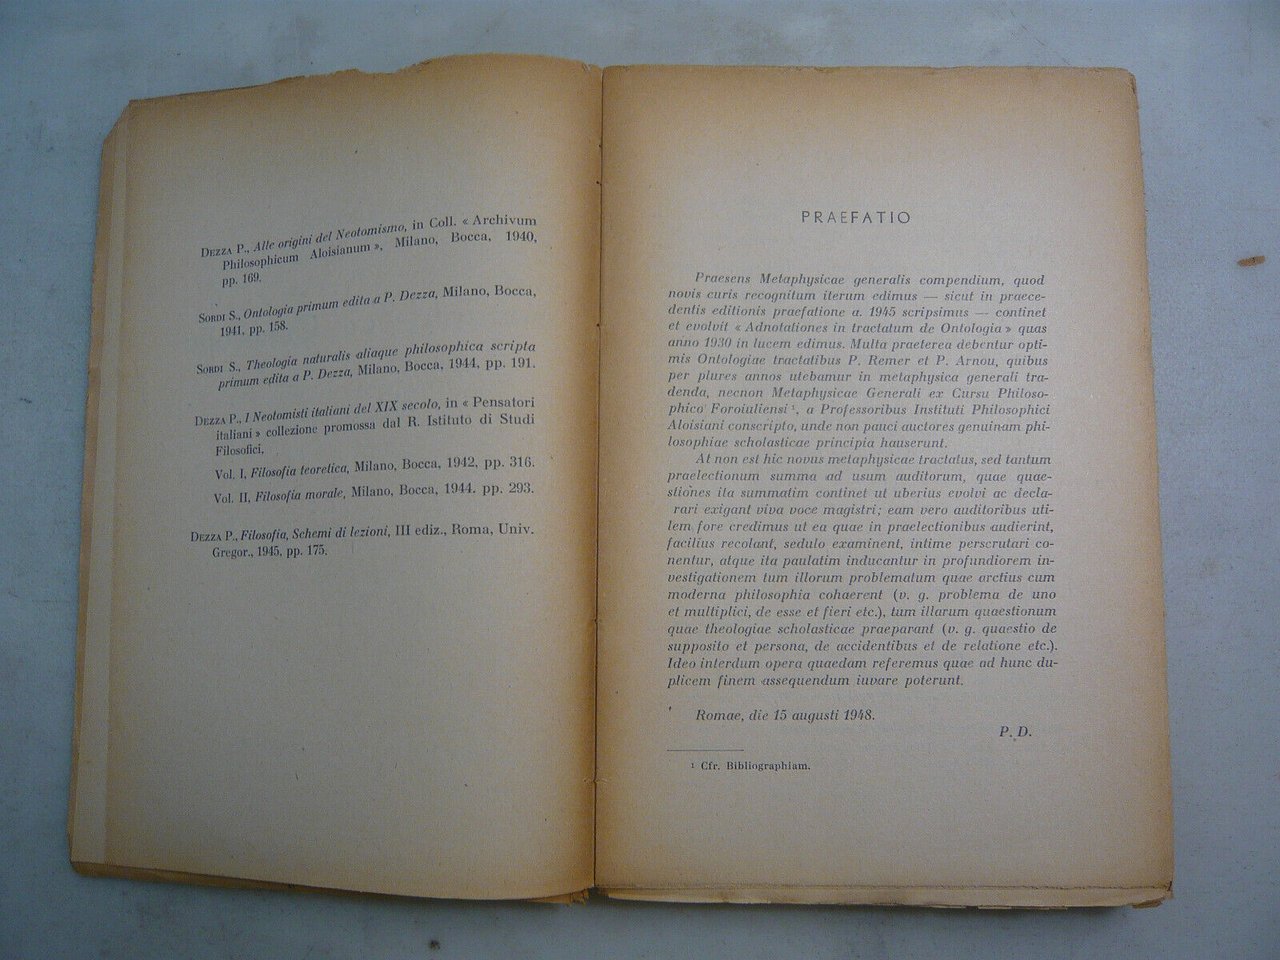 DEZZA P., Alle origini del Neotomismo, in Coll. « Archivum
Philosophicum Aloisianum », Milano, Bocca, 1940,
pp. 169.
SORDI S., Ontologia primum edita a P. Dezza, Milano, Bocca,
1941, pp. 158.
SORDI S., Theologia naturalis aliaque philosophica scripta
primum edita a P. Dezza, Milano, Bocca, 1944, pp. 191.
DEZZA P., I Neotomisti italiani del XIX secolo, in « Pensatori
italiani » collezione promossa dal R. Istituto di Studi
Filosofici.
Vol. I, Filosofia teoretica, Milano, Bocca, 1942, pp. 316.
Vol. II, Filosofia morale, Milano, Bocca, 1944. pp. 293.
DEZZA P., Filosofia, Schemi di lezioni, III ediz., Roma, Univ.
Gregor., 1945, pp. 175.
PRAEFATIO
Praesens Metaphysicae generalis compendium, quod
novis curis recognitum iterum edimus — sicut in praece-
dentis editionis praefatione a. 1945 scripsimus — continet
et evolvit « Adnotationes in tractatum de Ontologia » quas
anno 1930 in lucem edimus. Multa praeterea debentur opti-
mis Ontologiae tractatibus P. Remer et P. Arnou, quibus
per plures annos utebamur in metaphysica generali tra-
denda, necnon Metaphysicae Generali ex Cursu Philoso-
phico Foroiuliensi ¹, a Professoribus Instituti Philosophici
Aloisiani conscripto, unde non pauci auctores genuinam phi-
losophiae scholasticae principia hauserunt.
At non est hic novus metaphysicae tractatus, sed tantum
praelectionum summa ad usum auditorum, quae quae-
stiones ita summatim continet ut uberius evolvi ac decla-
rari exigant viva voce magistri; eam vero auditoribus uti-
lem fore credimus ut ea quae in praelectionibus audierint,
facilius recolant, sedulo examinent, intime perscrutari co-
nentur, atque ita paulatim inducantur in profundiorem in-
vestigationem tum illorum problematum quae arctius cum
moderna philosophia cohaerent (v. g. problema de uno
et multiplici, de esse et fieri etc.), tum illarum quaestionum
quae theologiae scholasticae praeparant (v. g. quaestio de
supposito et persona, de accidentibus et de relatione etc.).
Ideo interdum opera quaedam referemus quae ad hunc du-
plicem finem assequendum iuvare poterunt.
Romae, die 15 augusti 1948.
P. D.
¹ Cfr. Bibliographiam.